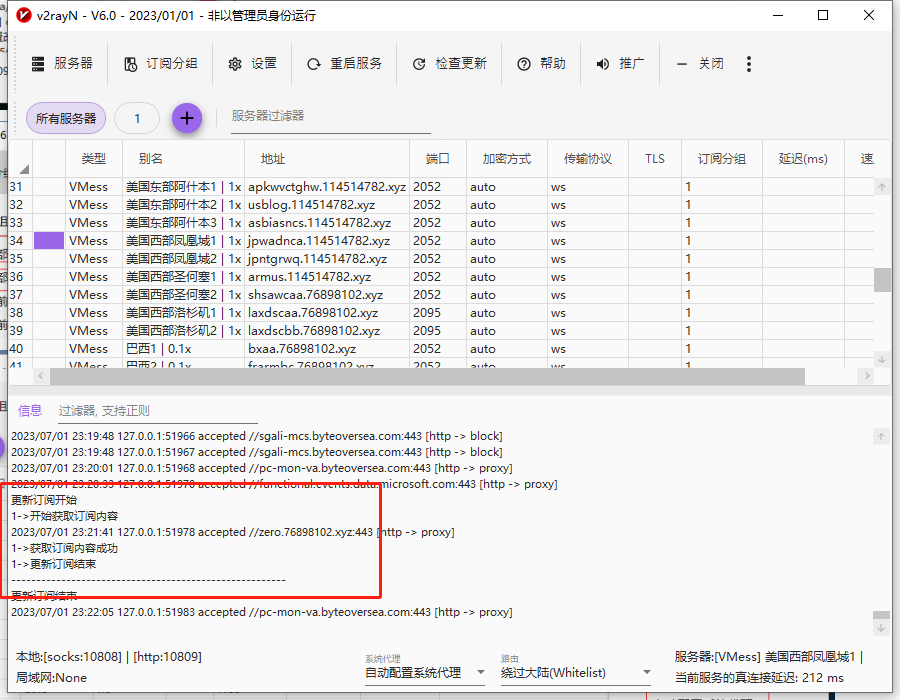 v2rayN - V6.0 - 2023/01/01 - 非以管理员身份运行
服务器 订阅分组 设置 重启服务 检查更新 帮助 推广 关闭
所有服务器 1 服务器过滤器
类型 别名 地址 端口 加密方式 传输协议 TLS 订阅分组 延迟(ms) 速
31 VMess 美国东部阿什本1 | 1x apkwvctghw.114514782.xyz 2052 auto ws 1
32 VMess 美国东部阿什本2 | 1x usblog.114514782.xyz 2052 auto ws 1
33 VMess 美国东部阿什本3 | 1x asbiasncs.114514782.xyz 2052 auto ws 1
34 VMess 美国西部凤凰城1 | 1x jpwadnca.114514782.xyz 2052 auto ws 1
35 VMess 美国西部凤凰城2 | 1x jpntgrwq.114514782.xyz 2052 auto ws 1
36 VMess 美国西部圣何塞1 | 1x armus.114514782.xyz 2052 auto ws 1
37 VMess 美国西部圣何塞2 | 1x shsawcaa.76898102.xyz 2052 auto ws 1
38 VMess 美国西部洛杉矶1 | 1x laxdscaa.76898102.xyz 2095 auto ws 1
39 VMess 美国西部洛杉矶2 | 1x laxdscbb.76898102.xyz 2095 auto ws 1
40 VMess 巴西1 | 0.1x bxaa.76898102.xyz 2052 auto ws 1
41 VMess 巴西2 | 0.1x frarmbc.76898102.xyz 2052 auto ws 1
信息 过滤器, 支持正则
2023/07/01 23:19:48 127.0.0.1:51966 accepted //sgali-mcs.byteoversea.com:443 [http -> block]
2023/07/01 23:19:48 127.0.0.1:51967 accepted //sgali-mcs.byteoversea.com:443 [http -> block]
2023/07/01 23:20:01 127.0.0.1:51968 accepted //pc-mon-va.byteoversea.com:443 [http -> proxy]
2023/07/01 23:20:33 127.0.0.1:51970 accepted //functional.events.data.microsoft.com:443 [http -> proxy]
更新订阅开始
1->开始获取订阅内容
2023/07/01 23:21:41 127.0.0.1:51978 accepted //zero.76898102.xyz:443 [http -> proxy]
1->获取订阅内容成功
1->更新订阅结束
-------------------------------------------------------
更新订阅结束
2023/07/01 23:22:05 127.0.0.1:51983 accepted //pc-mon-va.byteoversea.com:443 [http -> proxy]
本地:[socks:10808] | [http:10809]
局域网:None
系统代理
自动配置系统代理
路由
绕过大陆(Whitelist)
服务器:[VMess] 美国西部凤凰城1 |
当前服务的真连接延迟: 212 ms